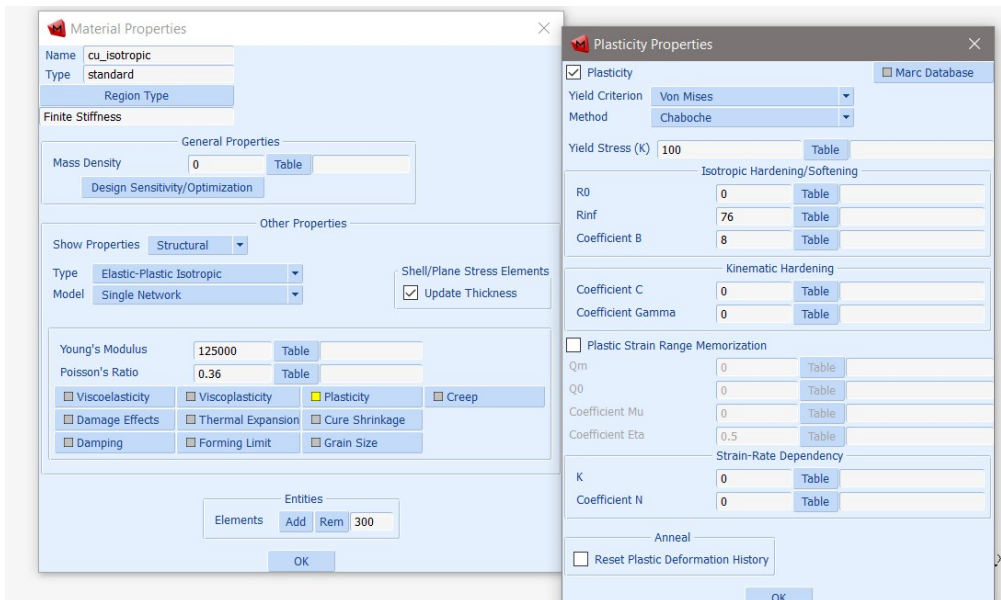 Material Properties
Name cu_isotropic
Type standard
Region Type
Finite Stiffness
General Properties
Mass Density 0 Table
Design Sensitivity/Optimization
Other Properties
Show Properties Structural
Type Elastic-Plastic Isotropic
Model Single Network
Shell/Plane Stress Elements
Update Thickness
Young's Modulus 125000 Table
Poisson's Ratio 0.36 Table
Viscoelasticity Viscoplasticity Plasticity Creep
Damage Effects Thermal Expansion Cure Shrinkage
Damping Forming Limit Grain Size
Entities
Elements Add Rem 300
OK
Plasticity Properties
Plasticity Marc Database
Yield Criterion Von Mises
Method Chaboche
Yield Stress (K) 100 Table
Isotropic Hardening/Softening
R0 0 Table
Rinf 76 Table
Coefficient B 8 Table
Kinematic Hardening
Coefficient C 0 Table
Coefficient Gamma 0 Table
Plastic Strain Range Memorization
Qm 0 Table
Q0 0 Table
Coefficient Mu 0 Table
Coefficient Eta 0.5 Table
Strain-Rate Dependency
K 0 Table
Coefficient N 0 Table
Anneal
Reset Plastic Deformation History
OK